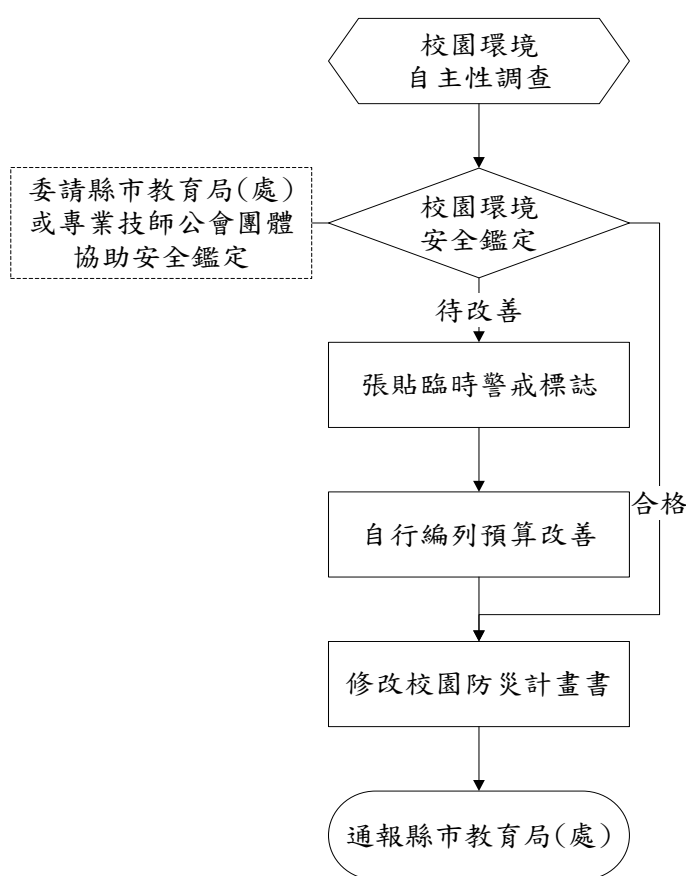 校園環境
自主性調查
委請縣市教育局(處)
或專業技師公會團體
協助安全鑑定
校園環境
安全鑑定
待改善
張貼臨時警戒標誌
合格
自行編列預算改善
修改校園防災計畫書
通報縣市教育局(處)